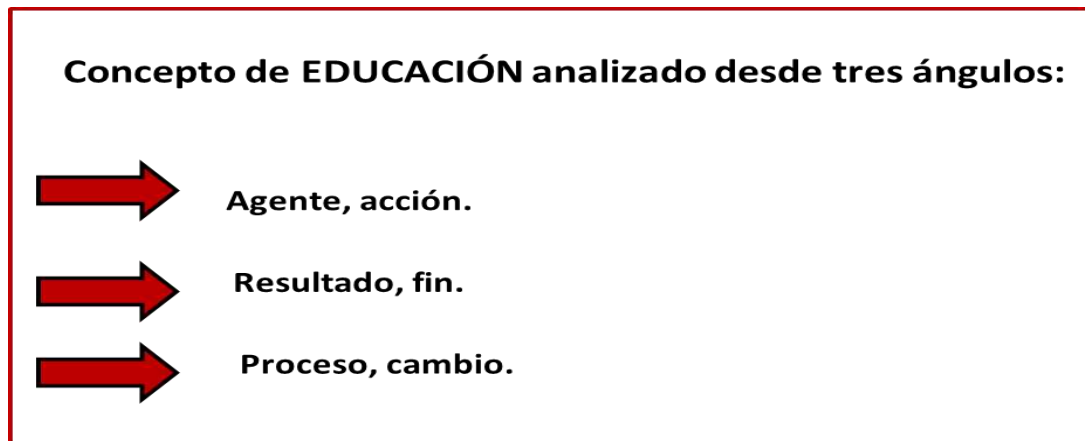 Concepto de EDUCACIÓN analizado desde tres ángulos:
Agente, acción.
Resultado, fin.
Proceso, cambio.